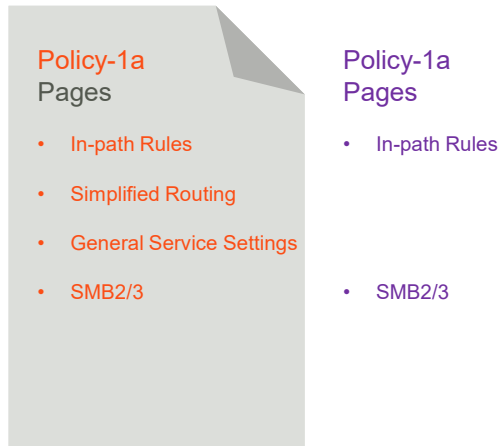 Policy-1a
Pages
• In-path Rules
• Simplified Routing
• General Service Settings
• SMB2/3
Policy-1a
Pages
• In-path Rules
• SMB2/3